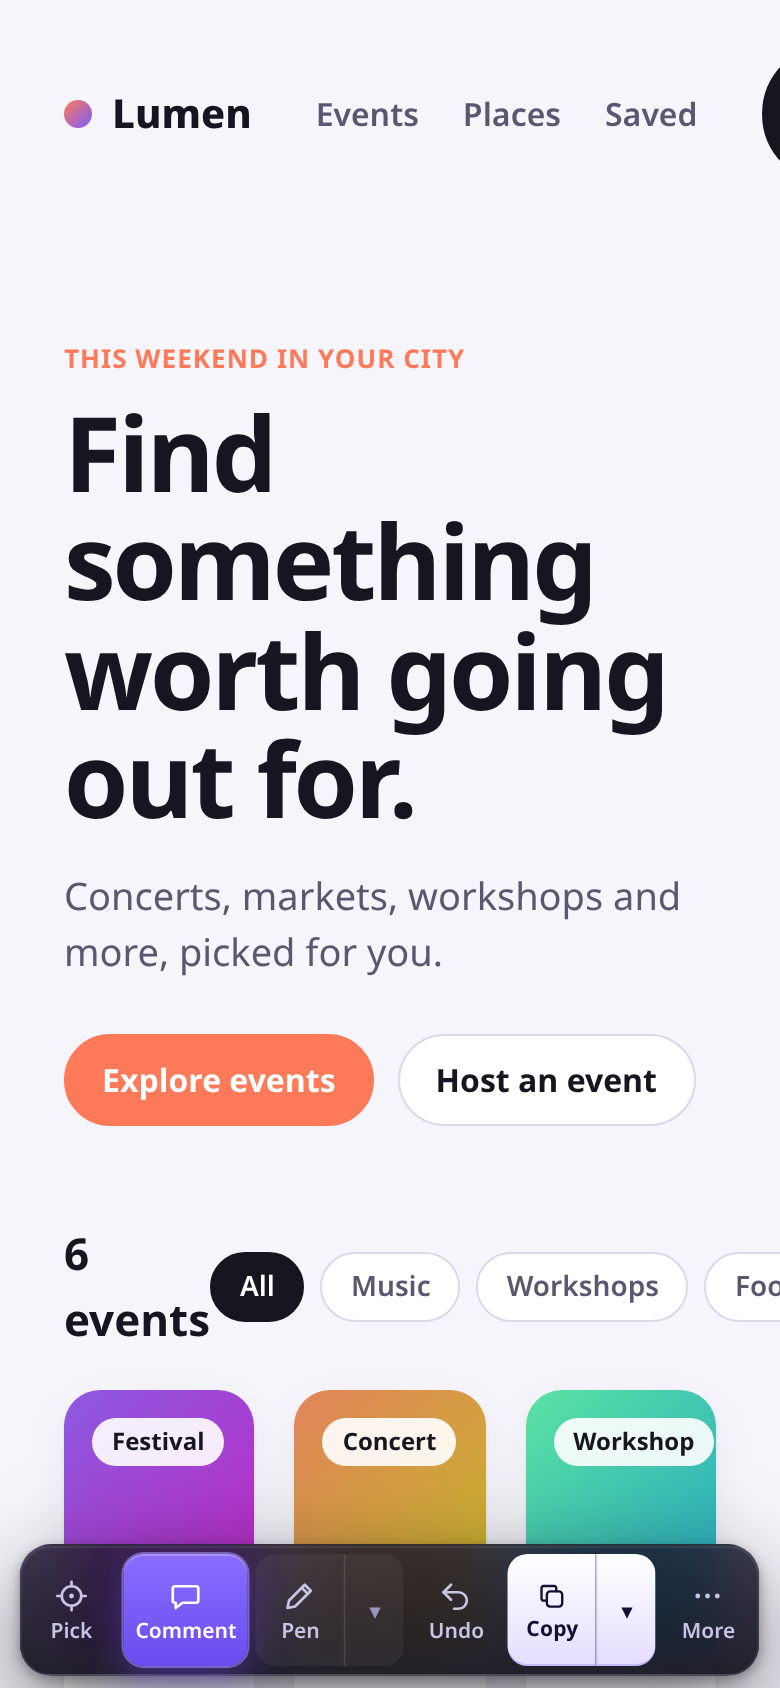 Lumen Events Places Saved
THIS WEEKEND IN YOUR CITY
Find
something
worth going
out for.
Concerts, markets, workshops and
more, picked for you.
Explore events Host an event
6
events
All Music Workshops
Festival Concert Workshop
Pick Comment Pen Undo Copy More